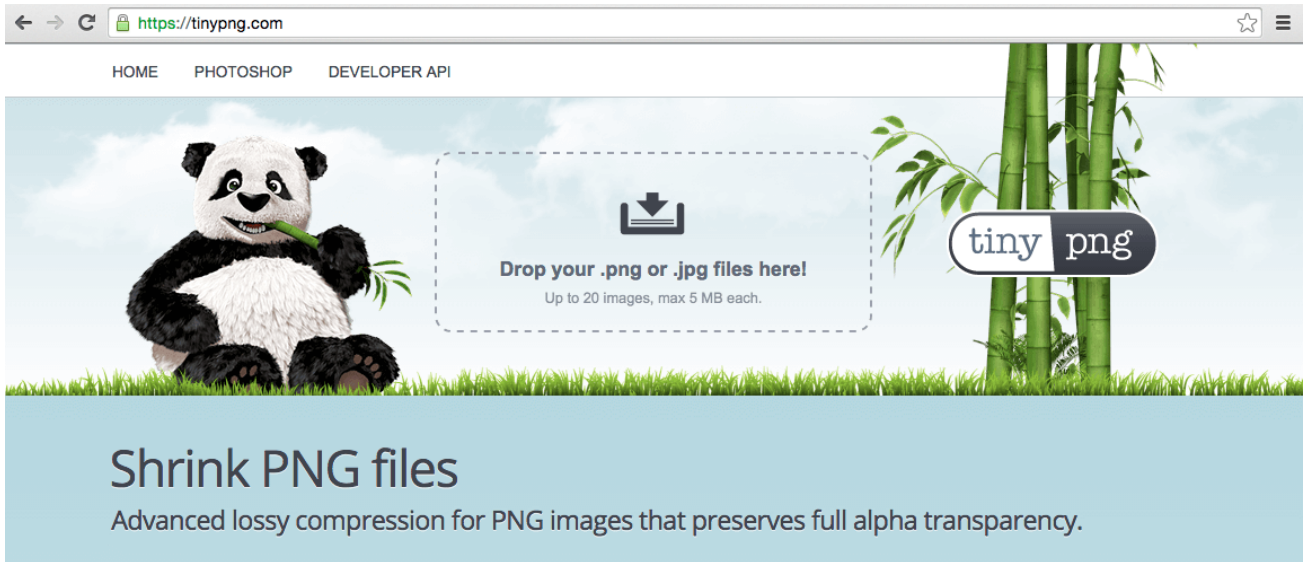 https://tinypng.com
HOME PHOTOSHOP DEVELOPER API
Drop your .png or .jpg files here!
Up to 20 images, max 5 MB each.
tiny png
Shrink PNG files
Advanced lossy compression for PNG images that preserves full alpha transparency.